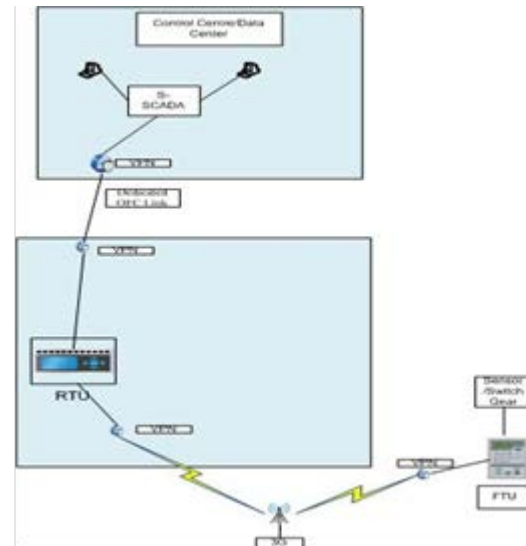 Control Centre/Data
Center
S-
SCADA
VPN
Dedicated
OFC Link
VPN
RTU
VPN
VPN
Sensor
/Switch
Gear
FTU
3G